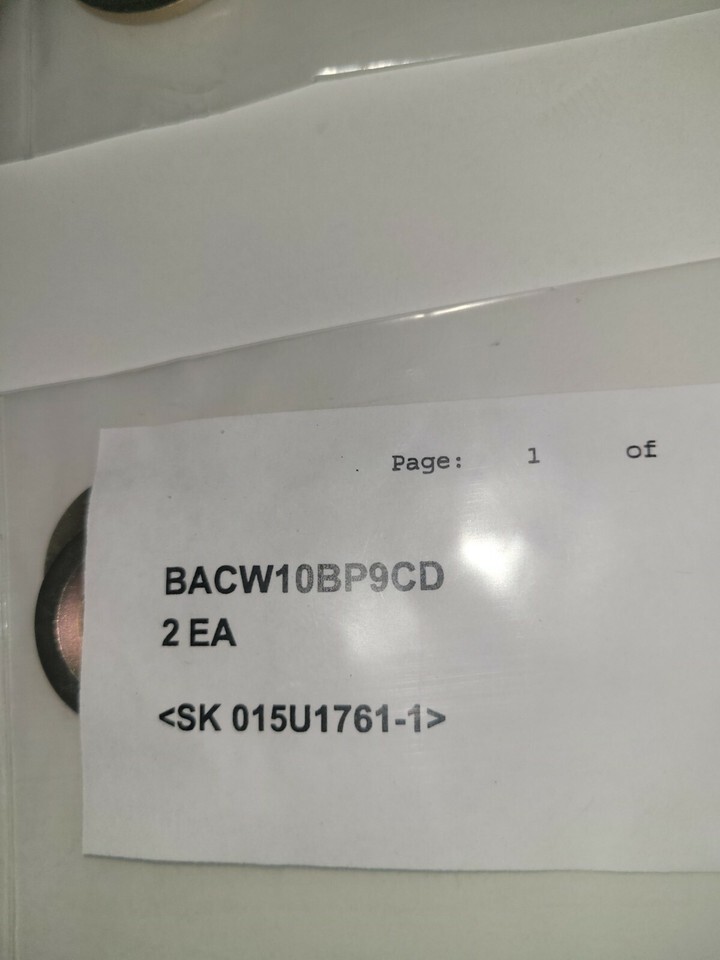 Page: 1 of
BACW10BP9CD
2 EA
<SK 015U1761-1>